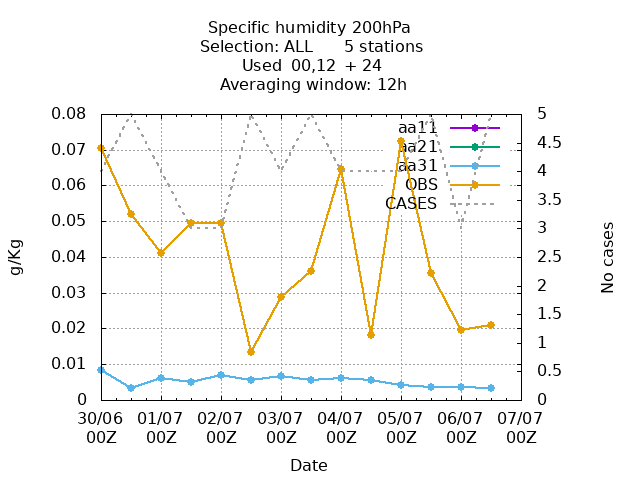 Specific humidity 200hPa
Selection: ALL 5 stations
Used 00,12 + 24
Averaging window: 12h
0.08
0.07
0.06
0.05
0.04
0.03
0.02
0.01
0
g/Kg
5
4.5
4
3.5
3
2.5
2
1.5
1
0.5
0
No cases
aa11
aa21
aa31
OBS
CASES
30/06 01/07 02/07 03/07 04/07 05/07 06/07 07/07
00Z 00Z 00Z 00Z 00Z 00Z 00Z 00Z
Date